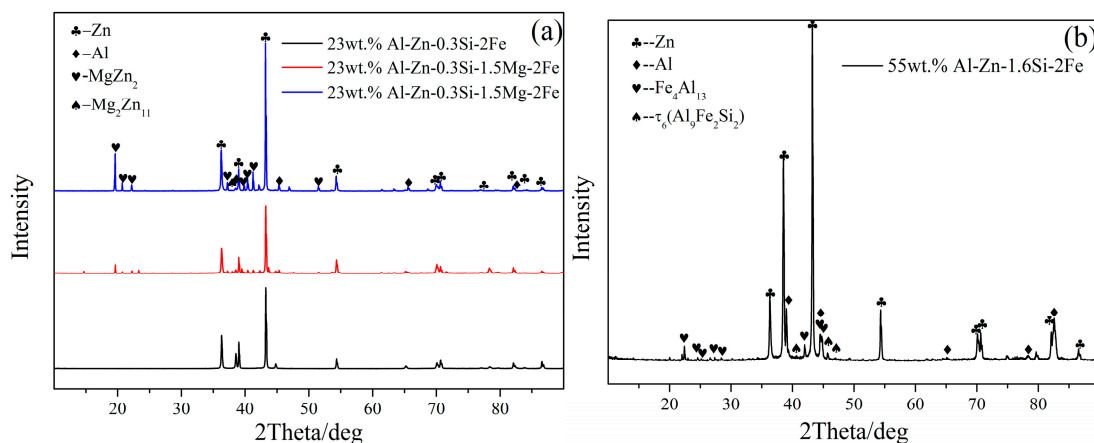 (a)
♣–Zn
♦–Al
♥-MgZn₂
♠–Mg₂Zn₁₁
23wt.% Al-Zn-0.3Si-2Fe
23wt.% Al-Zn-0.3Si-1.5Mg-2Fe
23wt.% Al-Zn-0.3Si-1.5Mg-2Fe
Intensity
20 30 40 50 60 70 80
2Theta/deg
(b)
♣--Zn
♦--Al
♥--Fe₄Al₁₃
♠--τ₆(Al₉Fe₂Si₂)
55wt.% Al-Zn-1.6Si-2Fe
Intensity
20 30 40 50 60 70 80
2Theta/deg